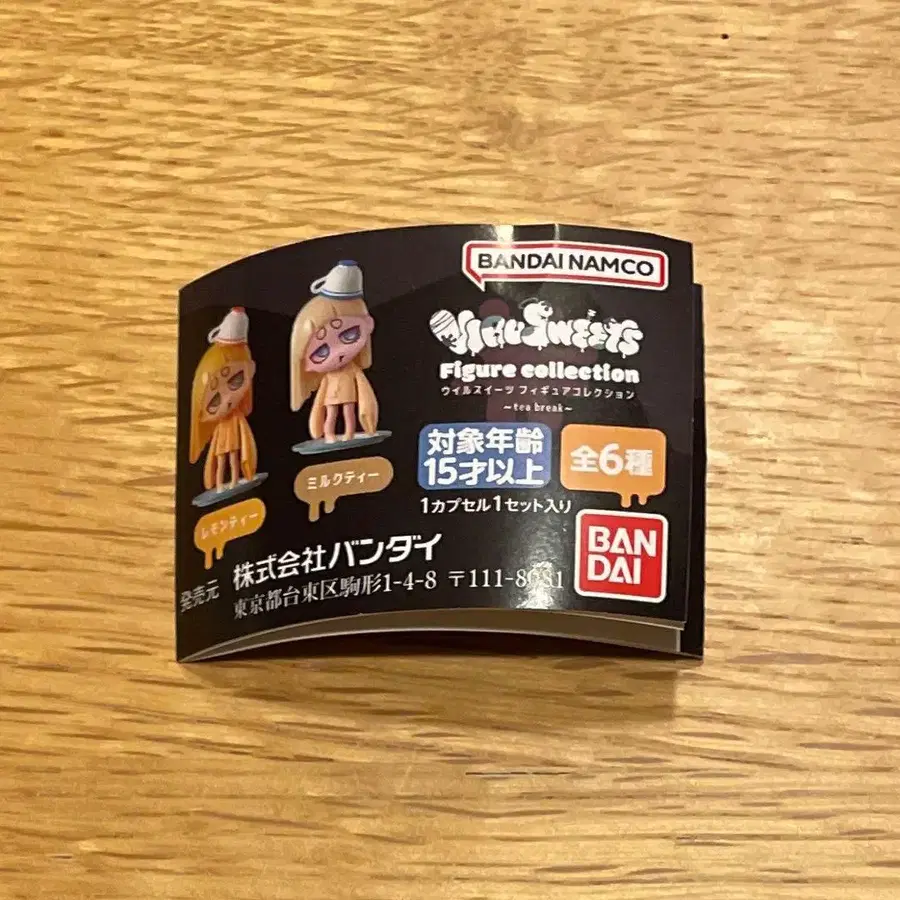 BANDAI NAMCO
VIRU SWEETS
Figure collection
ウイルスイーツ フィギュアコレクション
～tea break～
対象年齢
15才以上
全6種
1カプセル1セット入り
ミルクティー
レモンティー
BAN
DAI
発売元 株式会社バンダイ
東京都台東区駒形1-4-8 〒111-8081